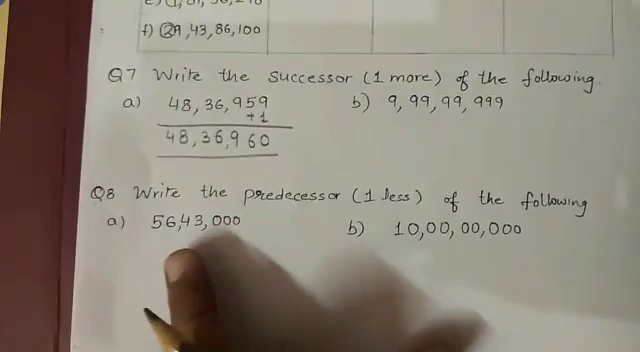 f) 29,43,86,100
Q7 Write the successor (1 more) of the following.
a) 48,36,959 b) 9,99,99,999
+1
48,36,960
Q8 Write the predecessor (1 less) of the following
a) 56,43,000 b) 10,00,00,000